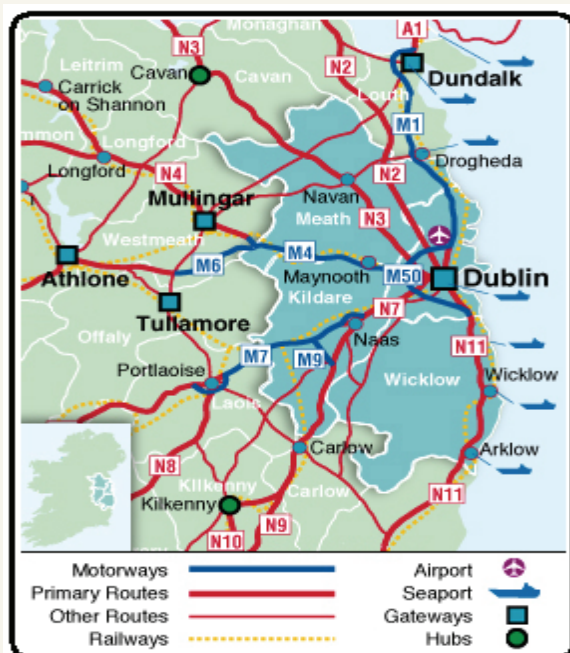 A1
N3
Monaghan
N2
Leitrim
Cavan
Cavan
Dundalk
Carrick
on Shannon
Louth
M1
Longford
Drogheda
Longford
N4
N2
Mullingar
Navan
Meath
N3
Westmeath
M4
M6
Maynooth
M50
Dublin
Athlone
Kildare
Tullamore
N7
Offaly
Naas
N11
M7
M9
Portlaoise
Wicklow
Wicklow
Laois
Carlow
Arklow
N8
Kilkenny
Carlow
Kilkenny
N11
N9
N10
Motorways
Airport
Primary Routes
Seaport
Other Routes
Gateways
Railways
Hubs